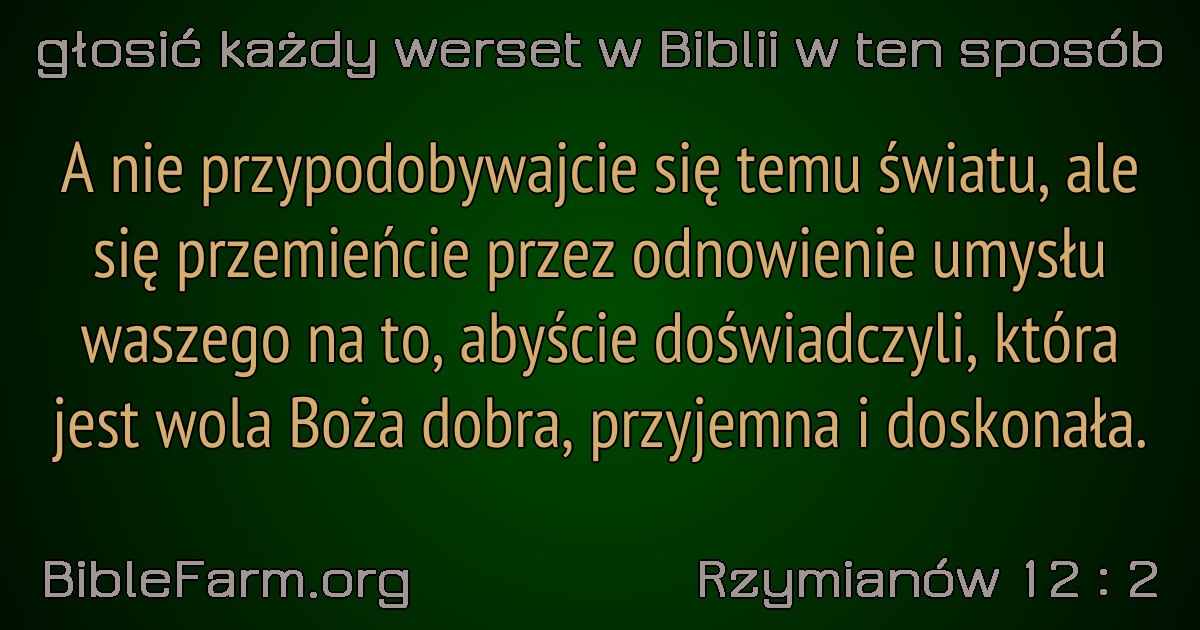 głosić każdy werset w Biblii w ten sposób
A nie przypodobywajcie się temu światu, ale
się przemieńcie przez odnowienie umysłu
waszego na to, abyście doświadczyli, która
jest wola Boża dobra, przyjemna i doskonała.
BibleFarm.org
Rzymianów 12 : 2